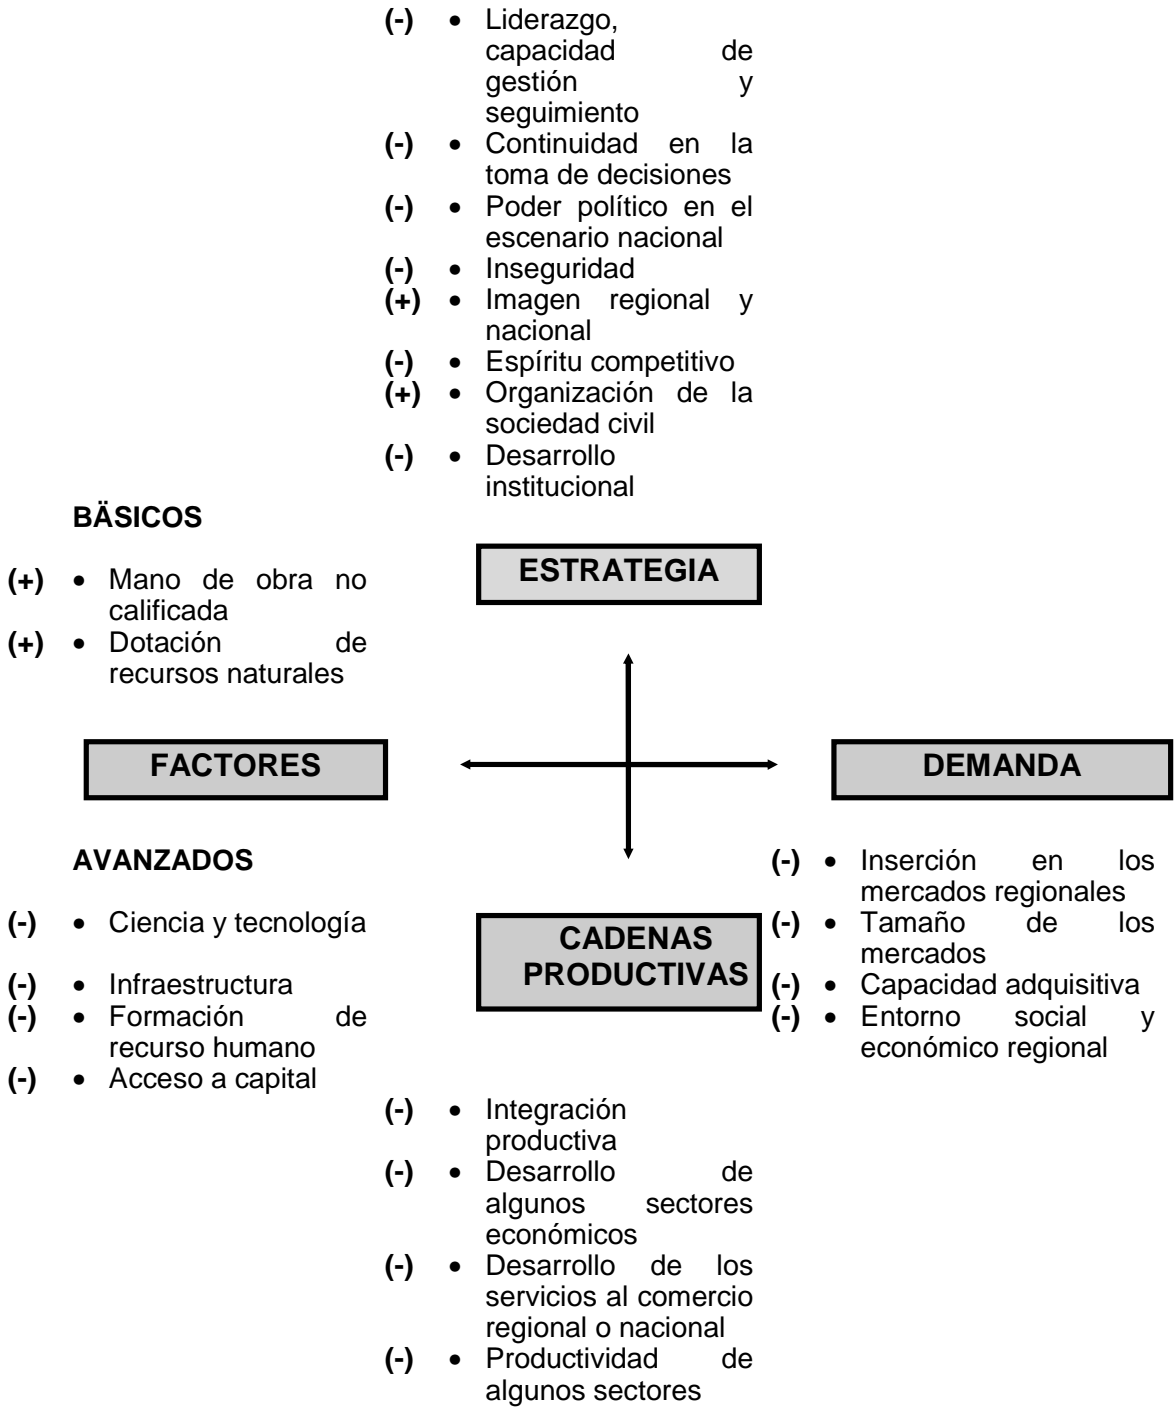 (-) • Liderazgo,
capacidad de
gestión y
seguimiento
(-) • Continuidad en la
toma de decisiones
(-) • Poder político en el
escenario nacional
(-) • Inseguridad
(+) • Imagen regional y
nacional
(-) • Espíritu competitivo
(+) • Organización de la
sociedad civil
(-) • Desarrollo
institucional
BÄSICOS
(+) • Mano de obra no
calificada
(+) • Dotación de
recursos naturales
ESTRATEGIA
FACTORES
DEMANDA
AVANZADOS
(-) • Ciencia y tecnología
(-) • Infraestructura
(-) • Formación de
recurso humano
(-) • Acceso a capital
CADENAS
PRODUCTIVAS
(-) • Inserción en los
mercados regionales
(-) • Tamaño de los
mercados
(-) • Capacidad adquisitiva
(-) • Entorno social y
económico regional
(-) • Integración
productiva
(-) • Desarrollo de
algunos sectores
económicos
(-) • Desarrollo de los
servicios al comercio
regional o nacional
(-) • Productividad de
algunos sectores